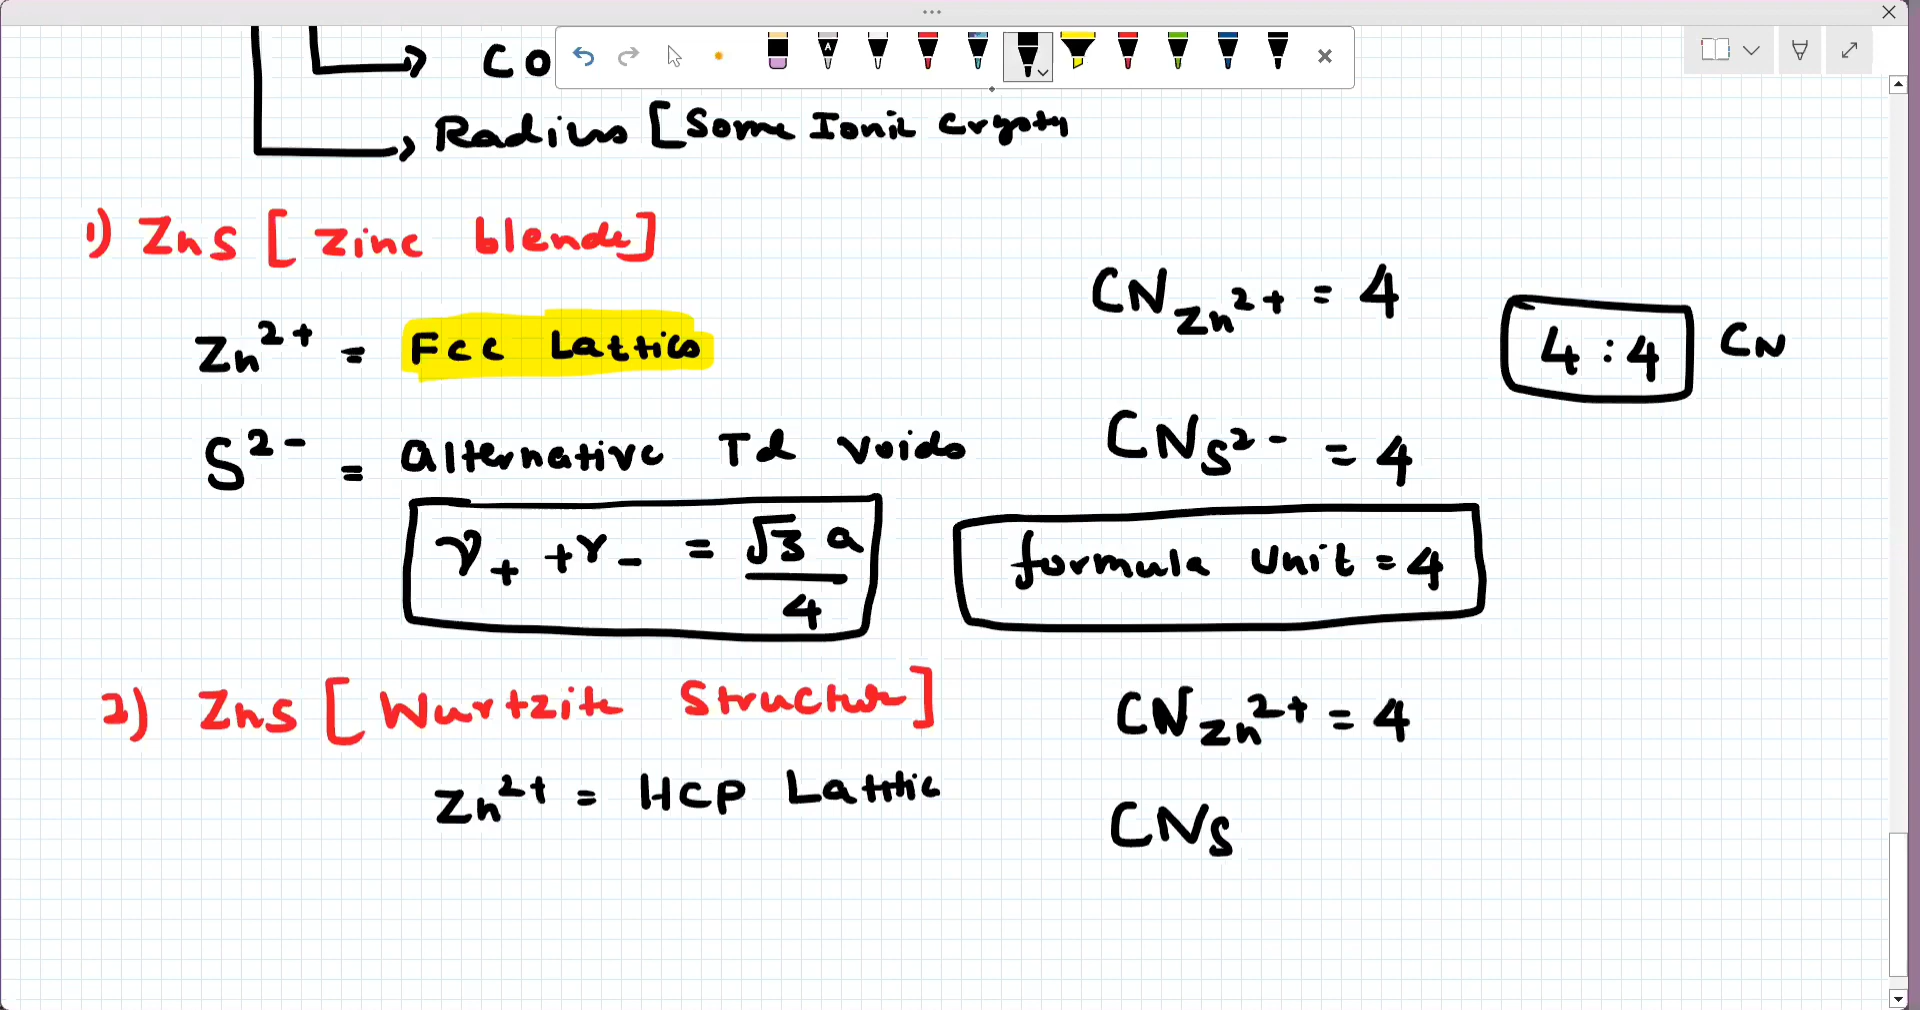 Co
Radius [Some Ionic Crysty
1) ZnS [Zinc blende]
CN Zn²⁺ = 4
4 : 4 CN
Zn²⁺ = Fcc Lattice
S²⁻ = alternative Td voids
CN S²⁻ = 4
r₊ + r₋ = √3 a / 4
formula unit = 4
2) ZnS [Wurtzite Structure]
CN Zn²⁺ = 4
Zn²⁺ = HCP Lattic
CNS